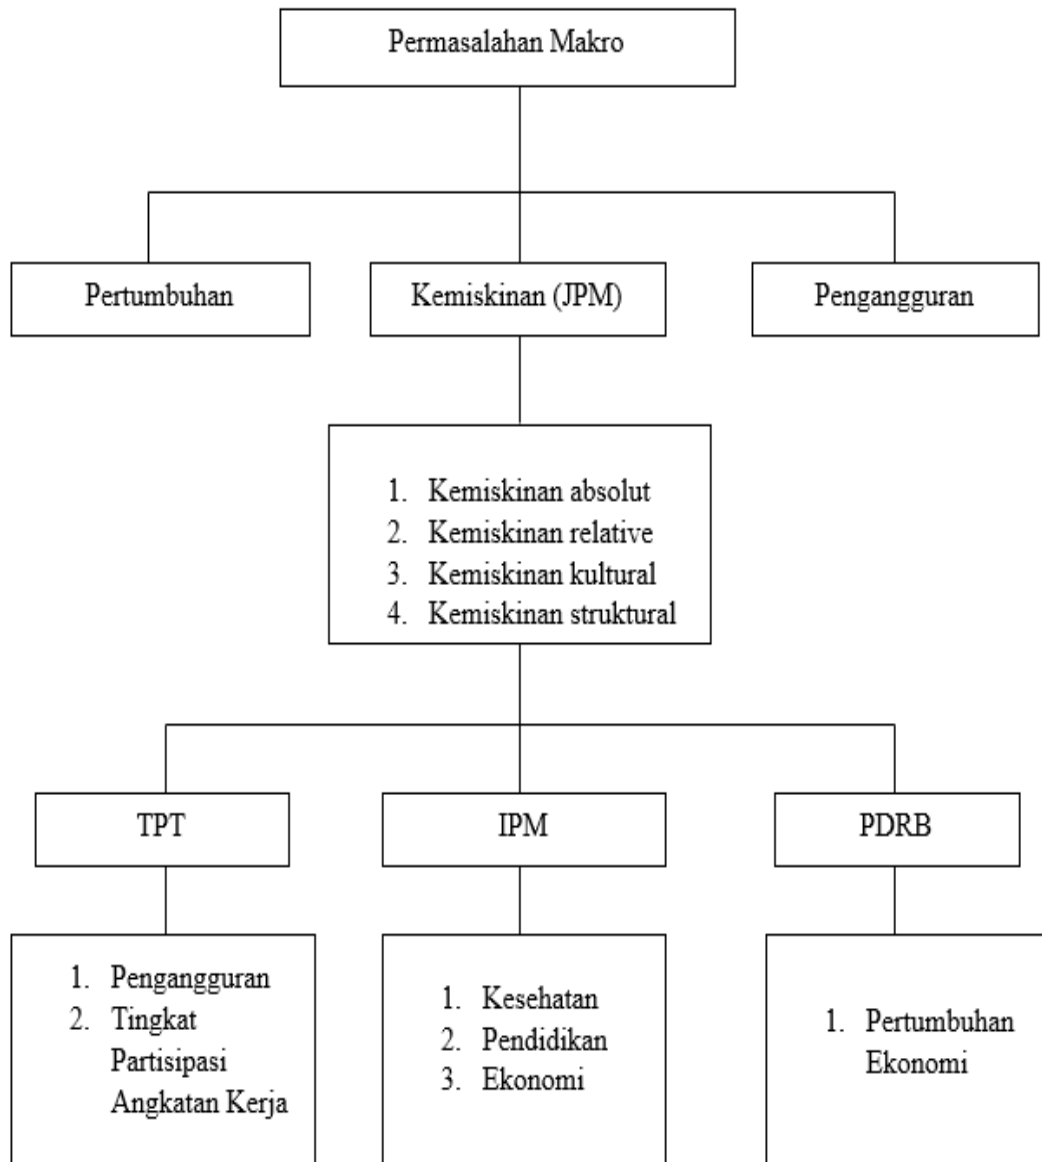 Permasalahan Makro
Pertumbuhan
Kemiskinan (JPM)
Pengangguran
1. Kemiskinan absolut
2. Kemiskinan relative
3. Kemiskinan kultural
4. Kemiskinan struktural
TPT
IPM
PDRB
1. Pengangguran
2. Tingkat
Partisipasi
Angkatan Kerja
1. Kesehatan
2. Pendidikan
3. Ekonomi
1. Pertumbuhan
Ekonomi